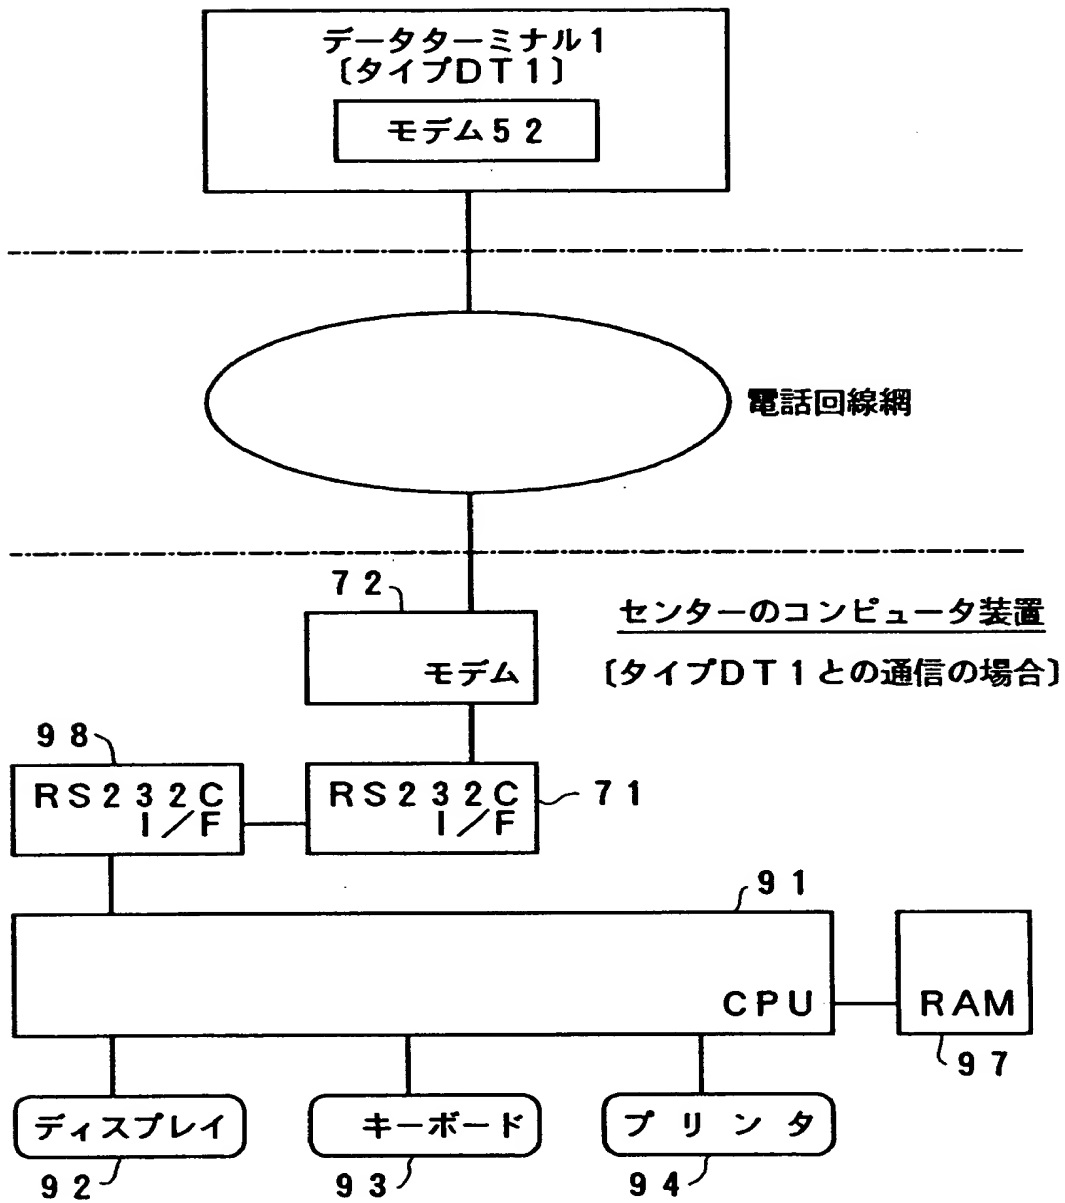 データターミナル1
〔タイプDT1〕
モデム52
電話回線網
72
センターのコンピュータ装置
モデム
〔タイプDT1との通信の場合〕
98
RS232C
I/F
RS232C
I/F
71
91
CPU
RAM
97
ディスプレイ
キーボード
プリンタ
92
93
94